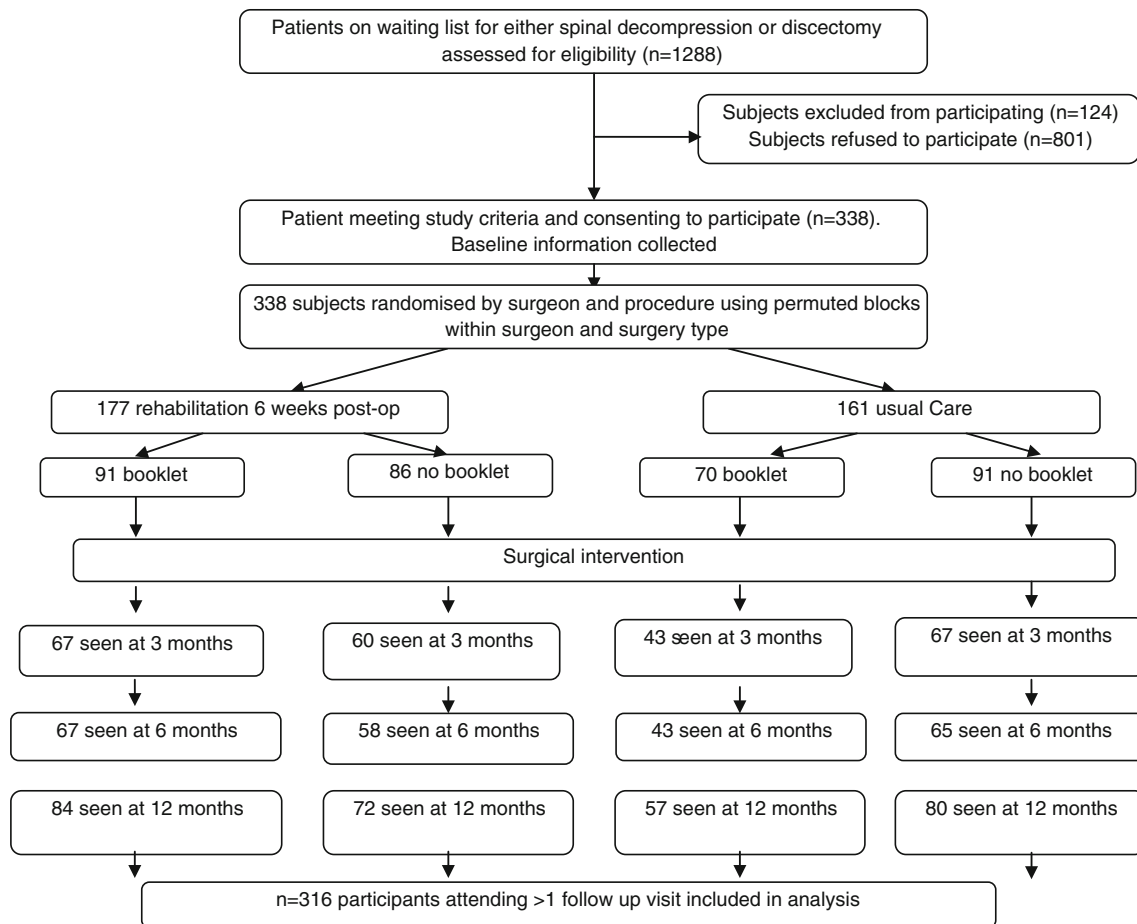 Patients on waiting list for either spinal decompression or discectomy
assessed for eligibility (n=1288)
Subjects excluded from participating (n=124)
Subjects refused to participate (n=801)
Patient meeting study criteria and consenting to participate (n=338).
Baseline information collected
338 subjects randomised by surgeon and procedure using permuted blocks
within surgeon and surgery type
177 rehabilitation 6 weeks post-op
161 usual Care
91 booklet
86 no booklet
70 booklet
91 no booklet
Surgical intervention
67 seen at 3 months
60 seen at 3 months
43 seen at 3 months
67 seen at 3 months
67 seen at 6 months
58 seen at 6 months
43 seen at 6 months
65 seen at 6 months
84 seen at 12 months
72 seen at 12 months
57 seen at 12 months
80 seen at 12 months
n=316 participants attending >1 follow up visit included in analysis